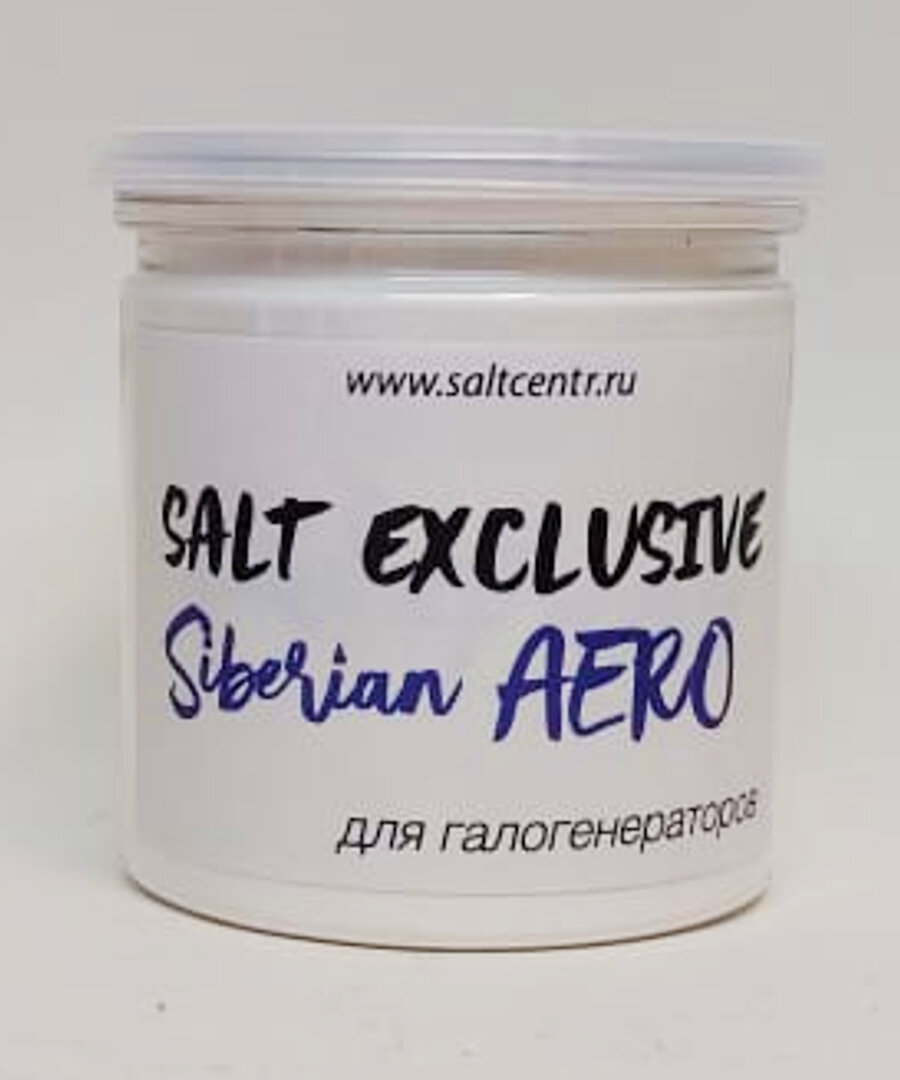 www.saltcentr.ru
SALT EXCLUSIVE
Siberian AERO
для галогенераторов